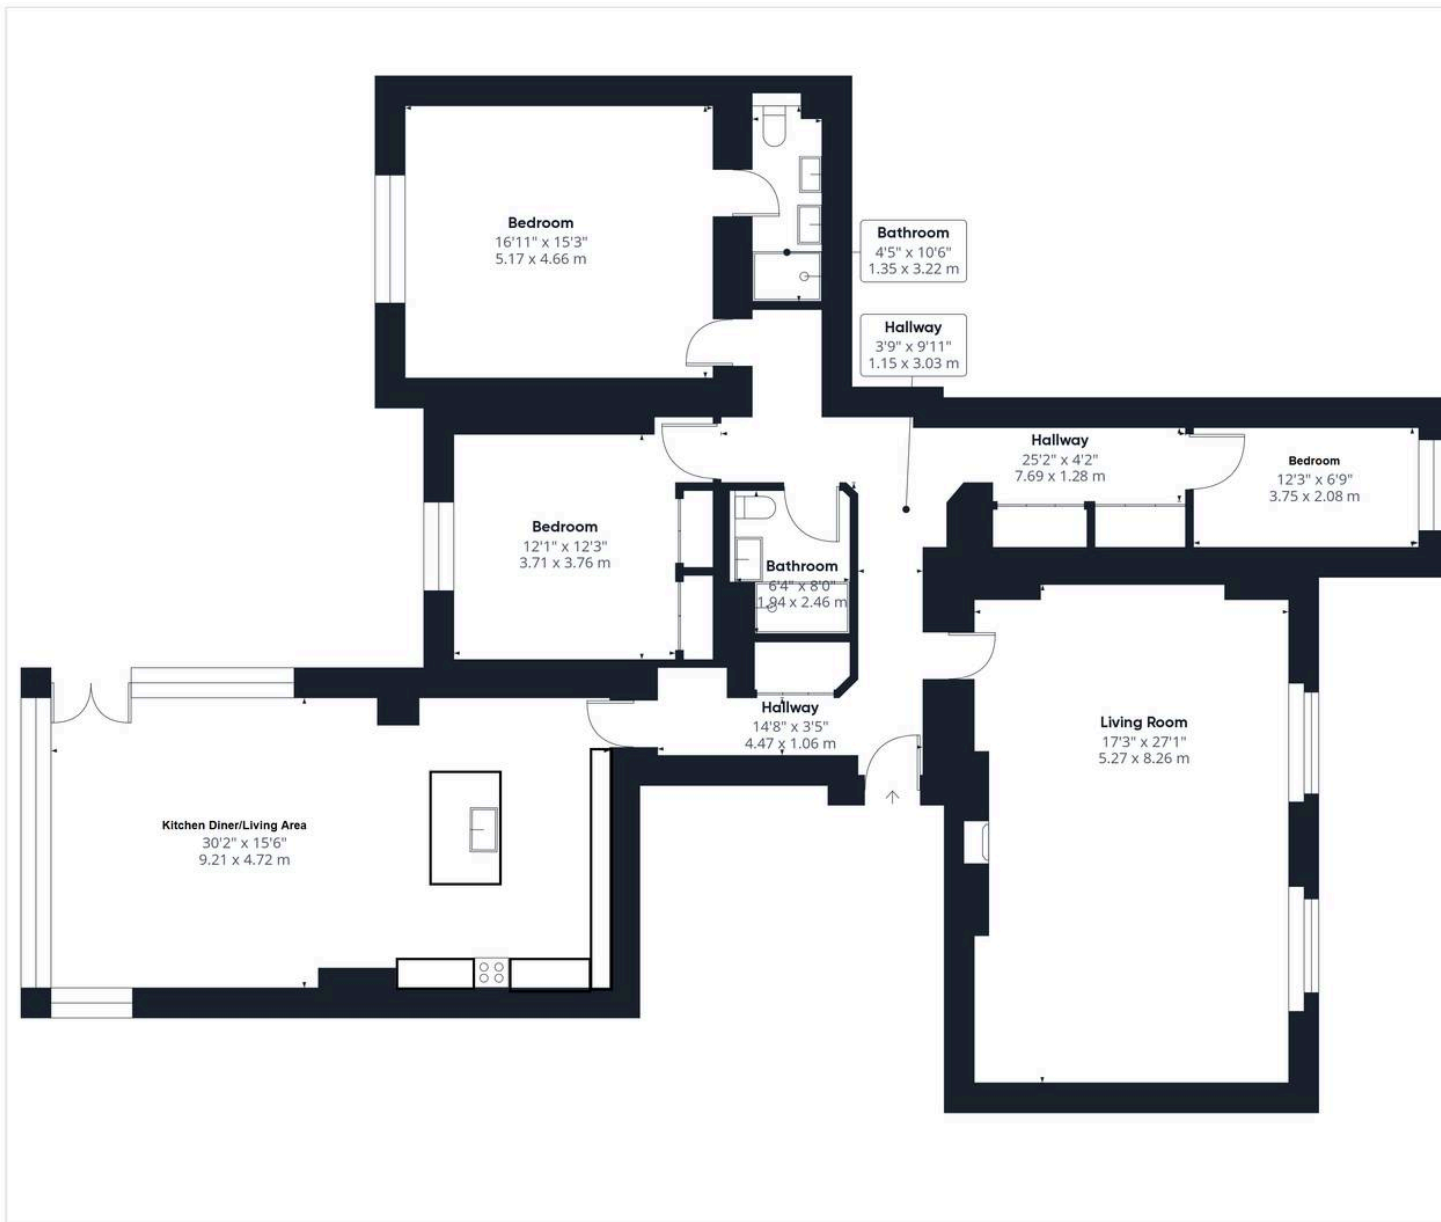 Bedroom
16'11" x 15'3"
5.17 x 4.66 m
Bathroom
4'5" x 10'6"
1.35 x 3.22 m
Hallway
3'9" x 9'11"
1.15 x 3.03 m
Hallway
25'2" x 4'2"
7.69 x 1.28 m
Bedroom
12'3" x 6'9"
3.75 x 2.08 m
Bedroom
12'1" x 12'3"
3.71 x 3.76 m
Bathroom
6'4" x 8'0"
1.94 x 2.46 m
Hallway
14'8" x 3'5"
4.47 x 1.06 m
Living Room
17'3" x 27'1"
5.27 x 8.26 m
Kitchen Diner/Living Area
30'2" x 15'6"
9.21 x 4.72 m